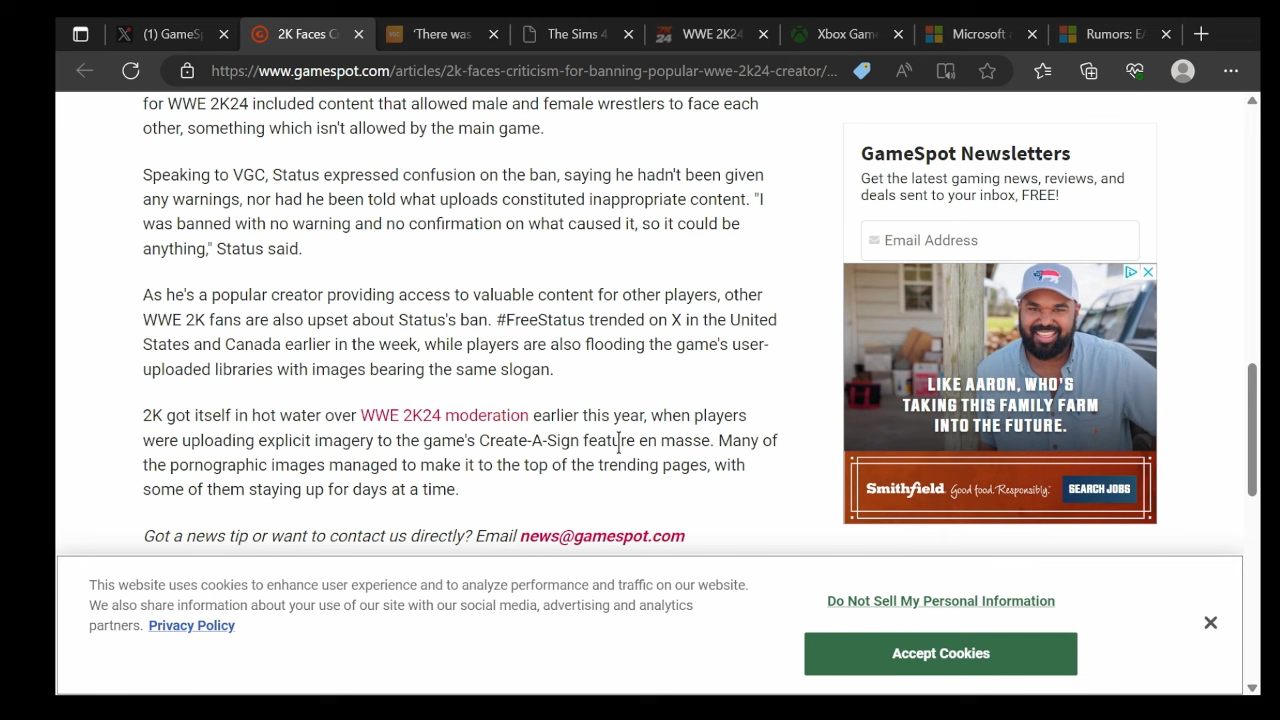 (1) GameS
2K Faces C
'There was
The Sims 4
WWE 2K24
Xbox Gam
Microsoft
Rumors: E
https://www.gamespot.com/articles/2k-faces-criticism-for-banning-popular-wwe-2k24-creator/...
for WWE 2K24 included content that allowed male and female wrestlers to face each
other, something which isn't allowed by the main game.
Speaking to VGC, Status expressed confusion on the ban, saying he hadn't been given
any warnings, nor had he been told what uploads constituted inappropriate content. "I
was banned with no warning and no confirmation on what caused it, so it could be
anything," Status said.
As he's a popular creator providing access to valuable content for other players, other
WWE 2K fans are also upset about Status's ban. #FreeStatus trended on X in the United
States and Canada earlier in the week, while players are also flooding the game's user-
uploaded libraries with images bearing the same slogan.
2K got itself in hot water over WWE 2K24 moderation earlier this year, when players
were uploading explicit imagery to the game's Create-A-Sign feature en masse. Many of
the pornographic images managed to make it to the top of the trending pages, with
some of them staying up for days at a time.
Got a news tip or want to contact us directly? Email news@gamespot.com
GameSpot Newsletters
Get the latest gaming news, reviews, and
deals sent to your inbox, FREE!
Email Address
LIKE AARON, WHO'S
TAKING THIS FAMILY FARM
INTO THE FUTURE.
Smithfield. Good food. Responsibly.
SEARCH JOBS
This website uses cookies to enhance user experience and to analyze performance and traffic on our website.
We also share information about your use of our site with our social media, advertising and analytics
partners. Privacy Policy
Do Not Sell My Personal Information
Accept Cookies